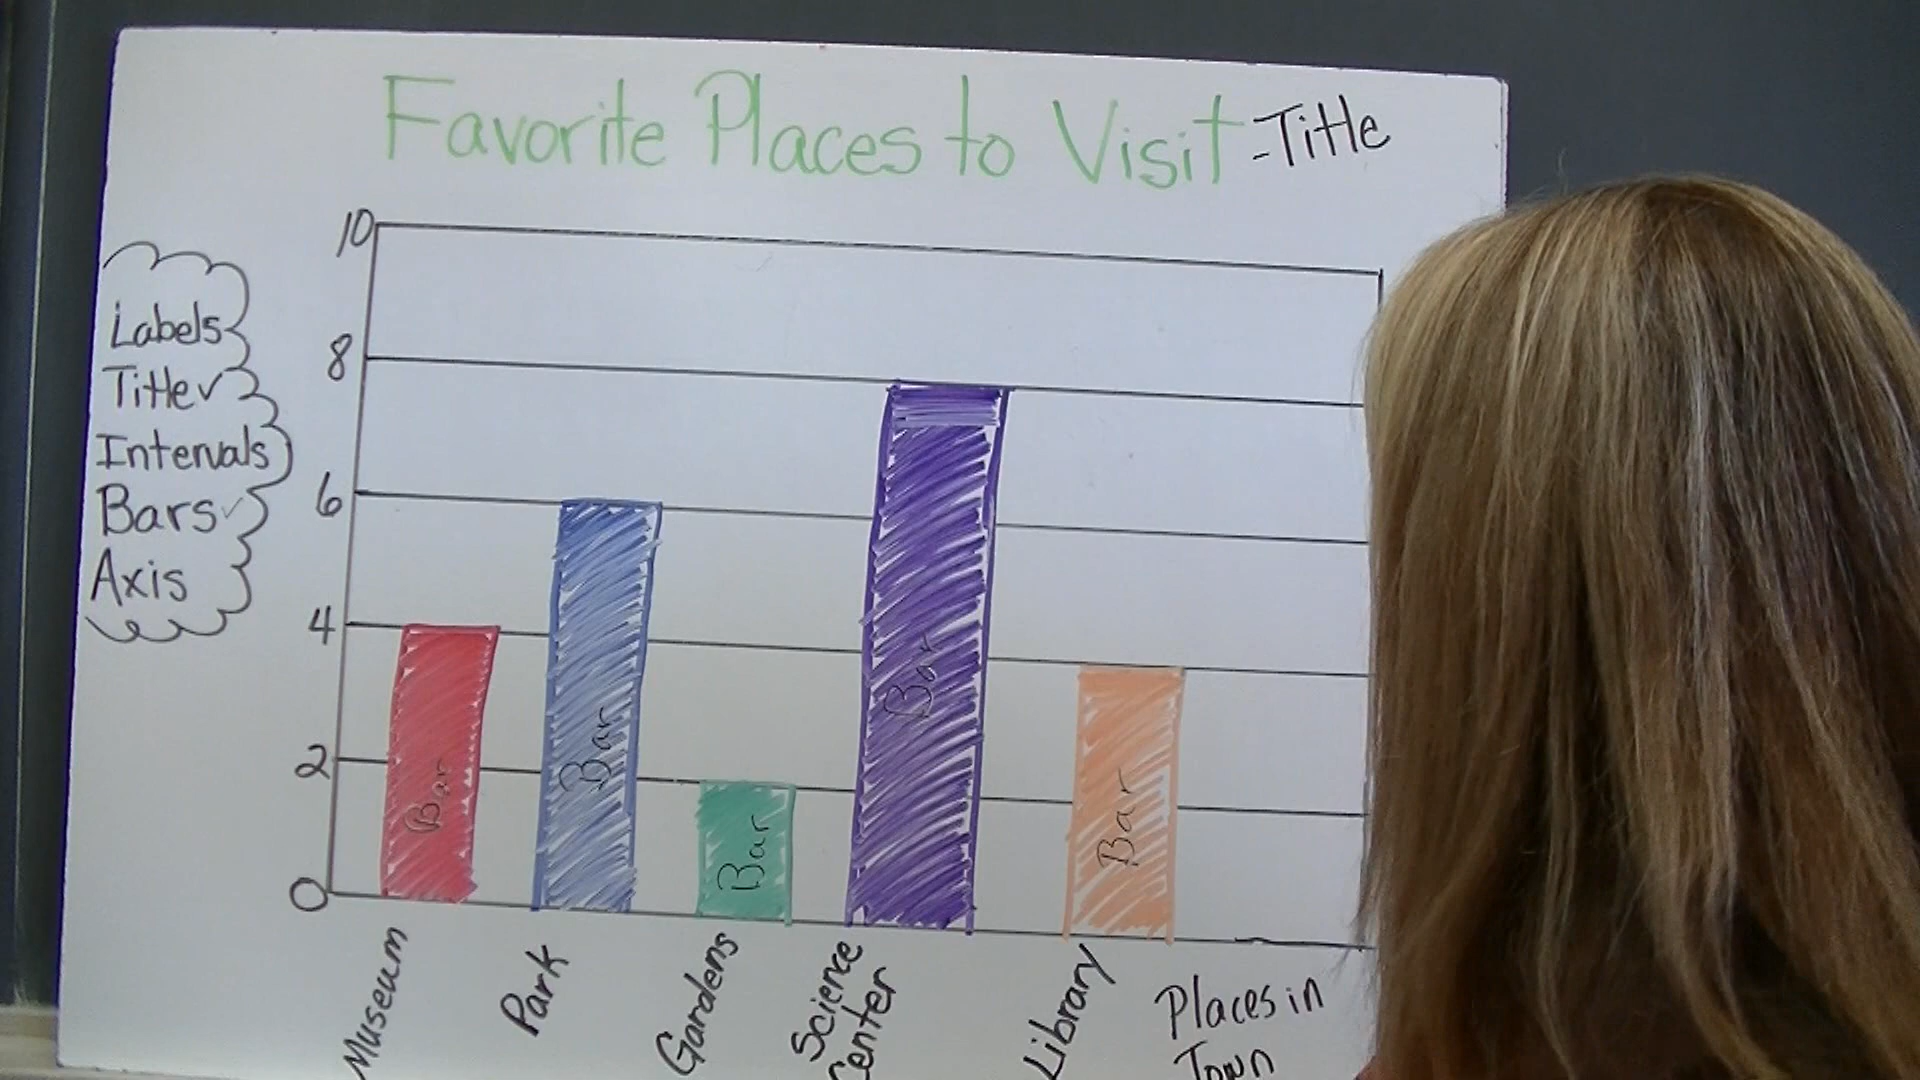 Favorite Places to Visit - Title
Labels
Title ✓
Intervals
Bars ✓
Axis
10
8
6
4
2
0
Bar
Bar
Bar
Bar
Bar
Museum
Park
Gardens
Science
Center
Library
Places in
Town